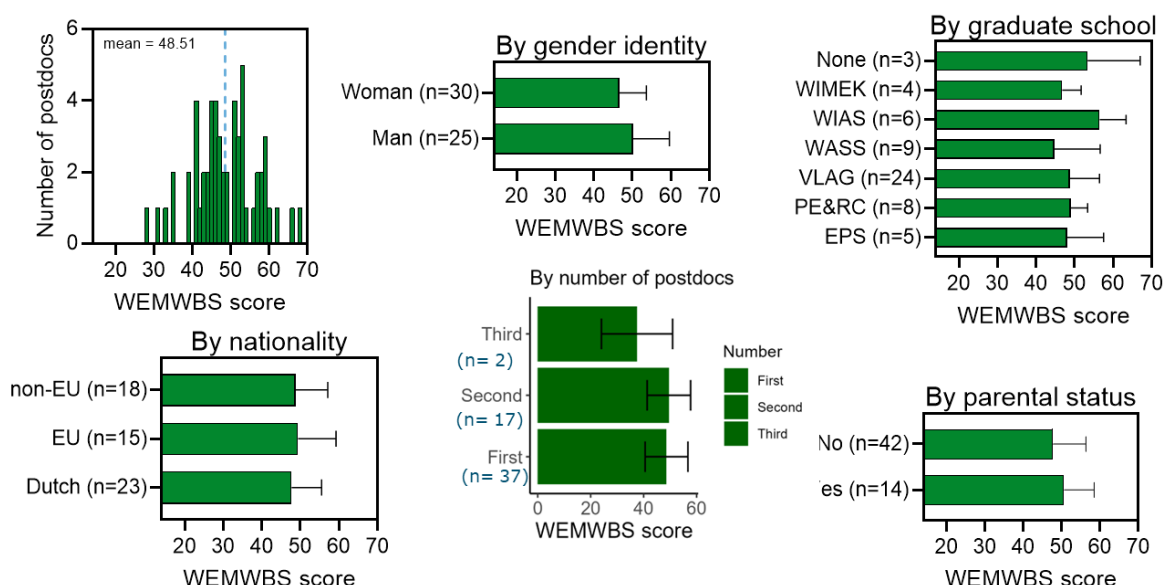 6
4
2
0
Number of postdocs
mean = 48.51
20 30 40 50 60 70
WEMWBS score
By gender identity
Woman (n=30)
Man (n=25)
20 30 40 50 60 70
WEMWBS score
By graduate school
None (n=3)
WIMEK (n=4)
WIAS (n=6)
WASS (n=9)
VLAG (n=24)
PE&RC (n=8)
EPS (n=5)
20 30 40 50 60 70
WEMWBS score
By nationality
non-EU (n=18)
EU (n=15)
Dutch (n=23)
20 30 40 50 60 70
WEMWBS score
By number of postdocs
Third
(n= 2)
Second
(n= 17)
First
(n= 37)
0 20 40 60
WEMWBS score
Number
First
Second
Third
By parental status
No (n=42)
es (n=14)
20 30 40 50 60 70
WEMWBS score